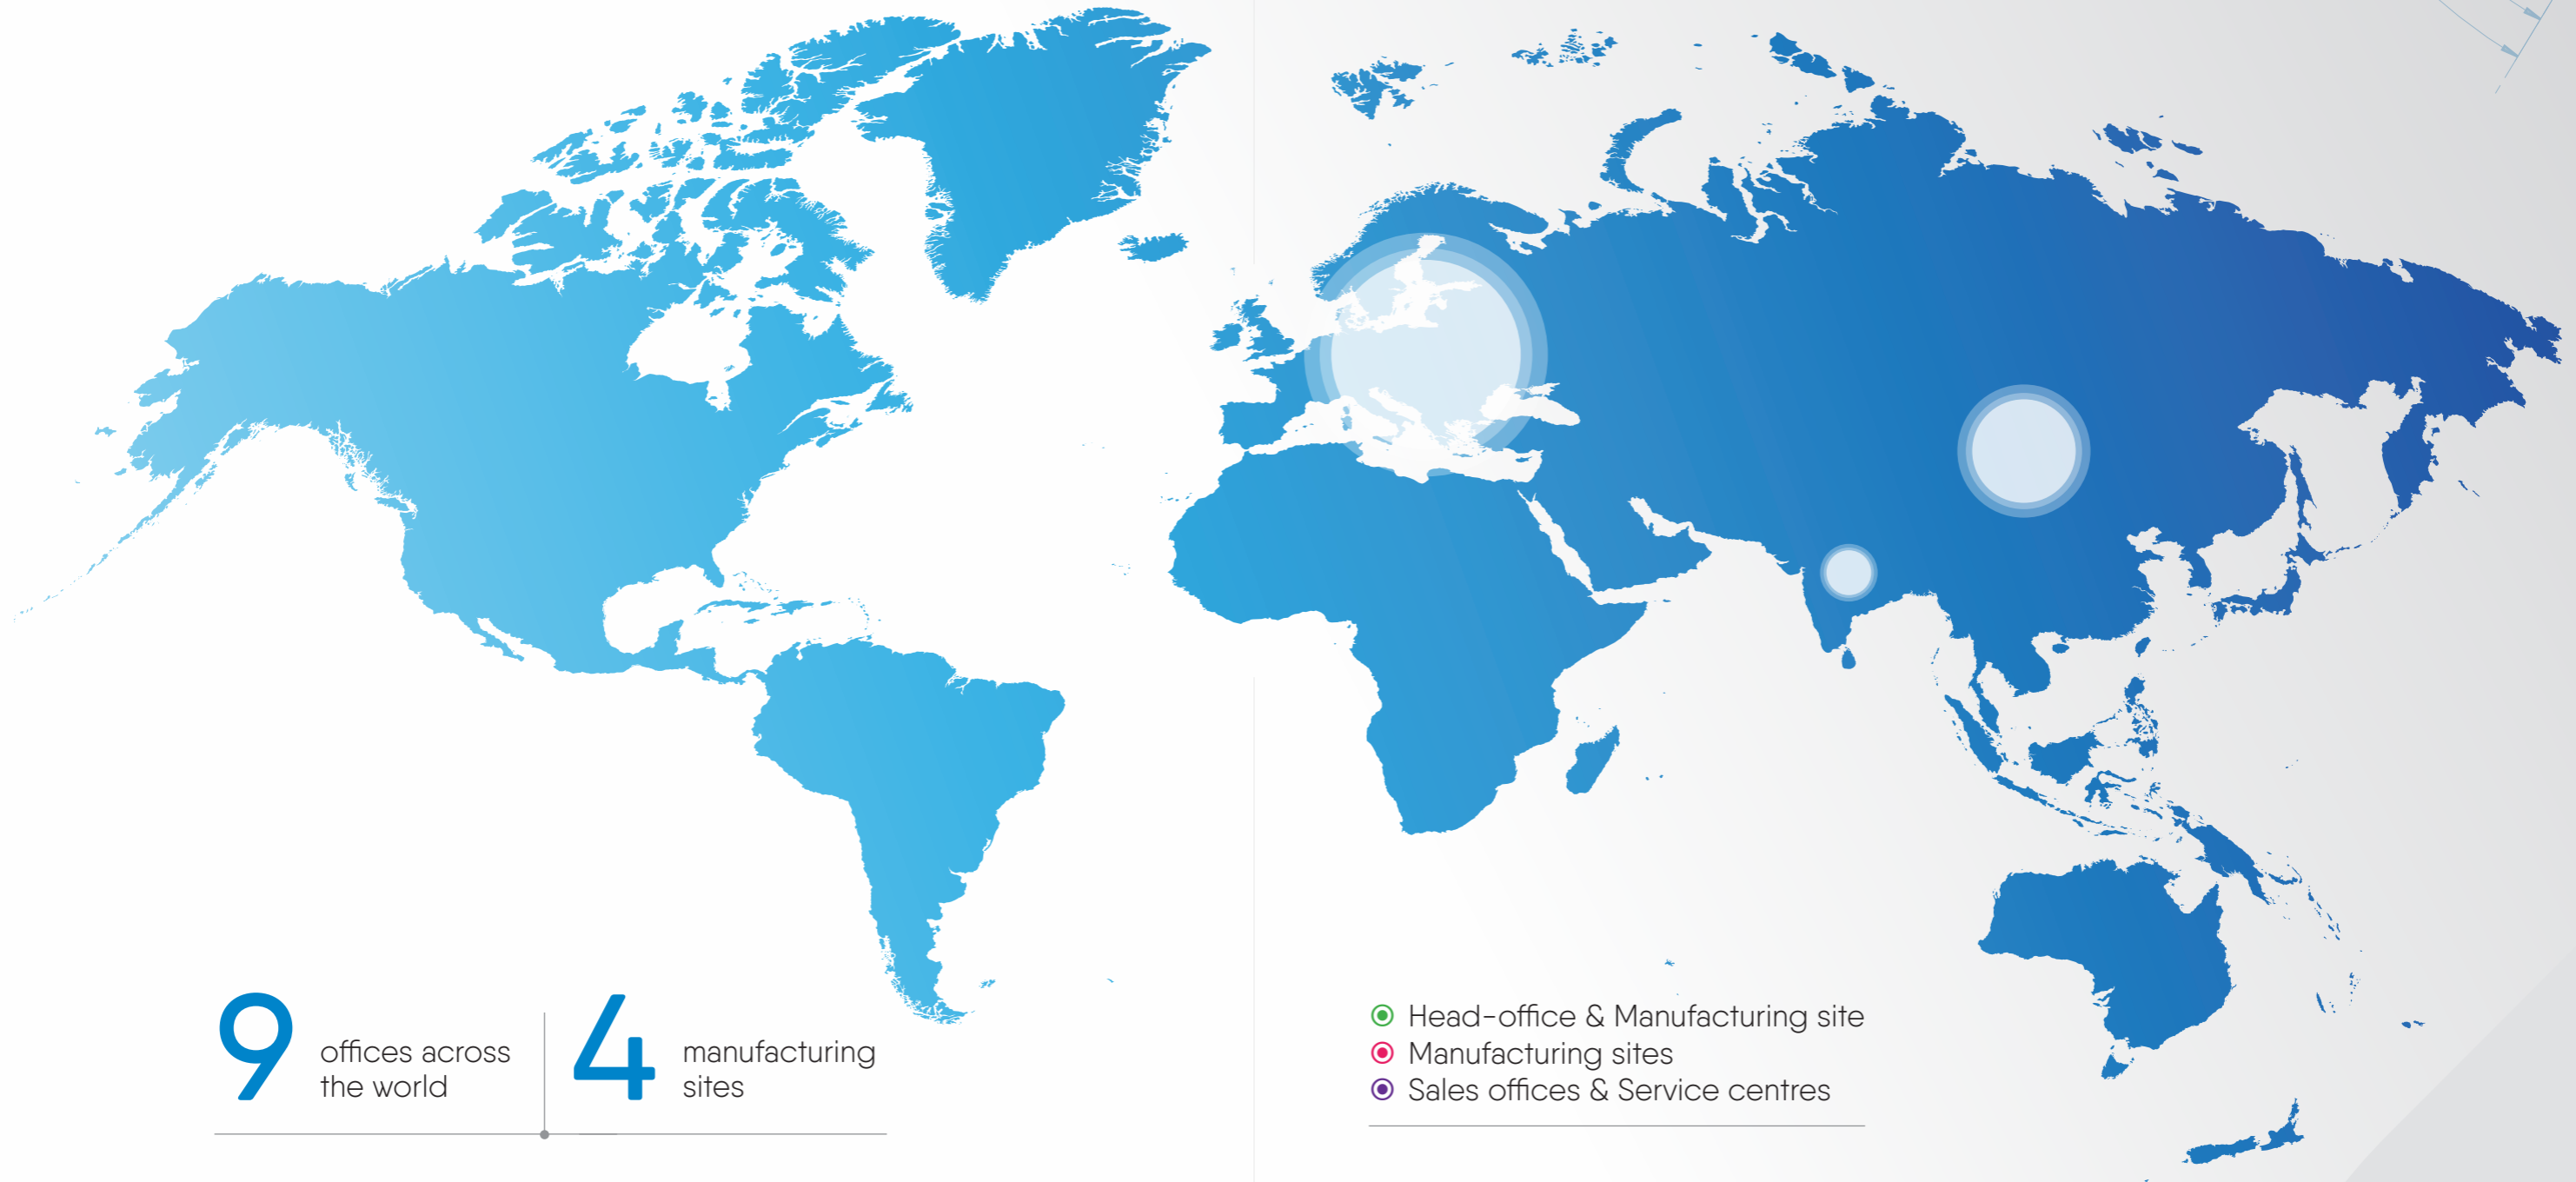 9
offices across
the world
4
manufacturing
sites
Head-office & Manufacturing site
Manufacturing sites
Sales offices & Service centres